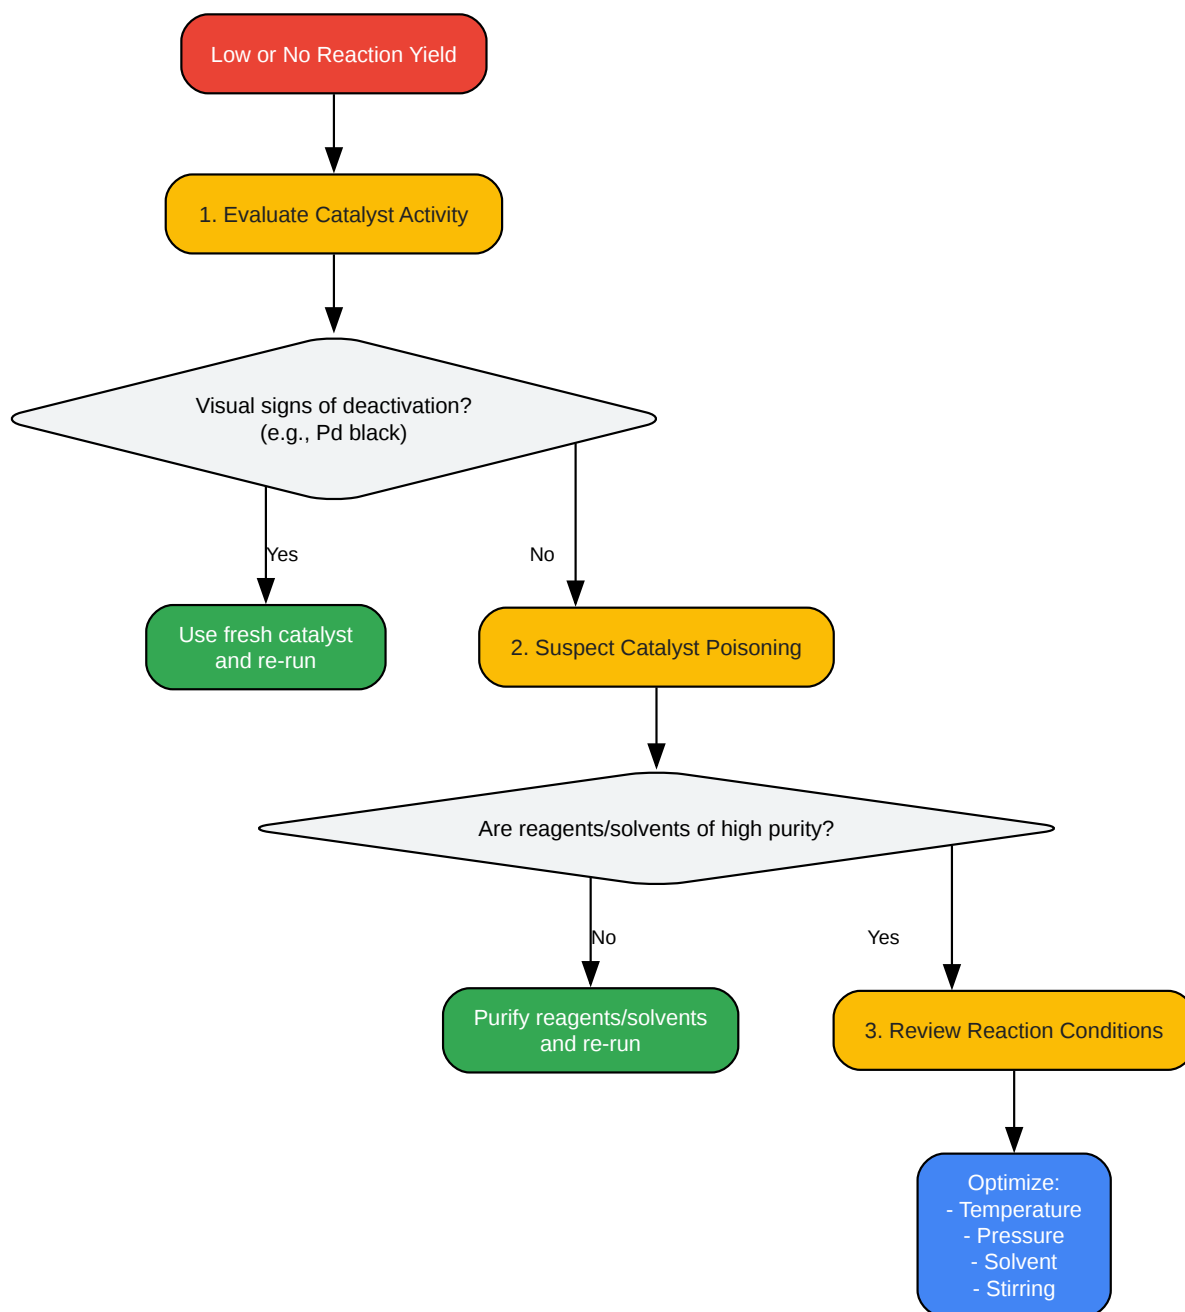 Low or No Reaction Yield
1. Evaluate Catalyst Activity
Visual signs of deactivation?
(e.g., Pd black)
Yes
No
Use fresh catalyst
and re-run
2. Suspect Catalyst Poisoning
Are reagents/solvents of high purity?
No
Yes
Purify reagents/solvents
and re-run
3. Review Reaction Conditions
Optimize:
- Temperature
- Pressure
- Solvent
- Stirring